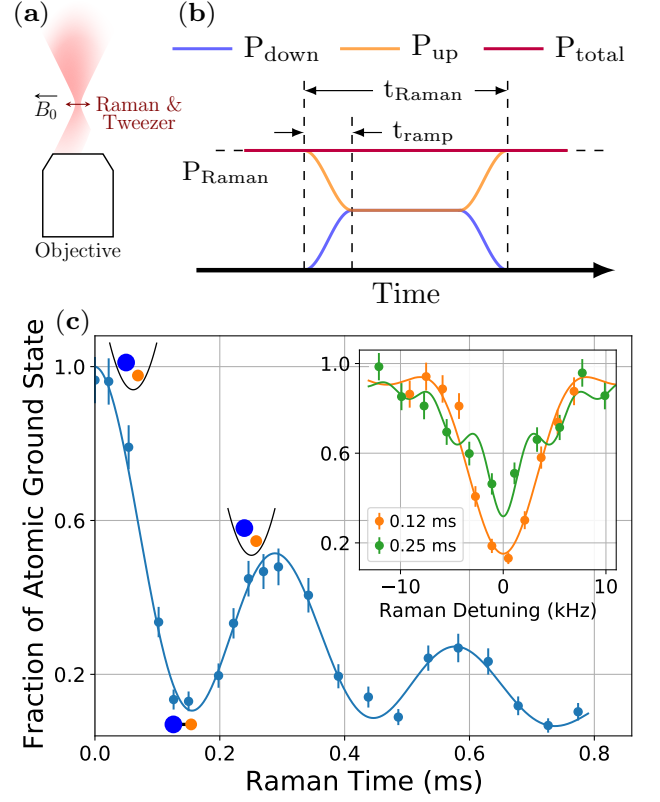 (a)
B₀
Raman &
Tweezer
Objective
(b)
P_down P_up P_total
t_Raman
t_ramp
P_Raman
Time
(c)
Fraction of Atomic Ground State
1.0
0.6
0.2
0.0 0.2 0.4 0.6 0.8
Raman Time (ms)
1.0
0.6
0.2
0.12 ms
0.25 ms
−10 0 10
Raman Detuning (kHz)